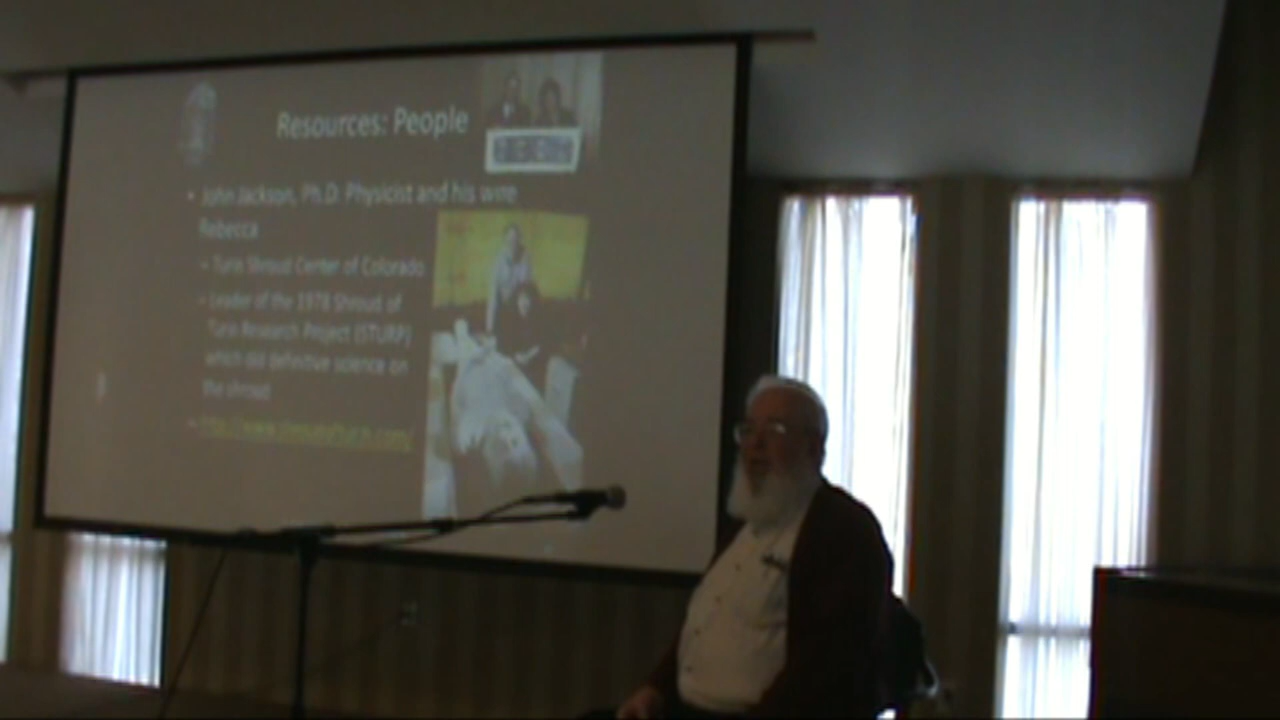 Resources: People
• John Jackson, Ph.D. Physicist and his wife
Rebecca
– Turin Shroud Center of Colorado
– Leader of the 1978 Shroud of
Turin Research Project (STURP)
which did definitive science on
the shroud